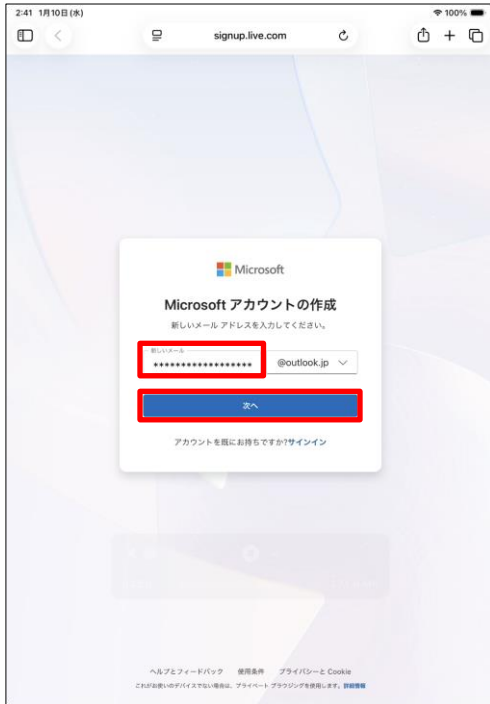 2:41 1月10日(水)
100%
signup.live.com
Microsoft
Microsoft アカウントの作成
新しいメール アドレスを入力してください。
新しいメール
******************
@outlook.jp
次へ
アカウントを既にお持ちですか?サインイン
ヘルプとフィードバック 使用条件 プライバシーと Cookie
これがお使いのデバイスでない場合は、プライベート ブラウジングを使用します。詳細情報